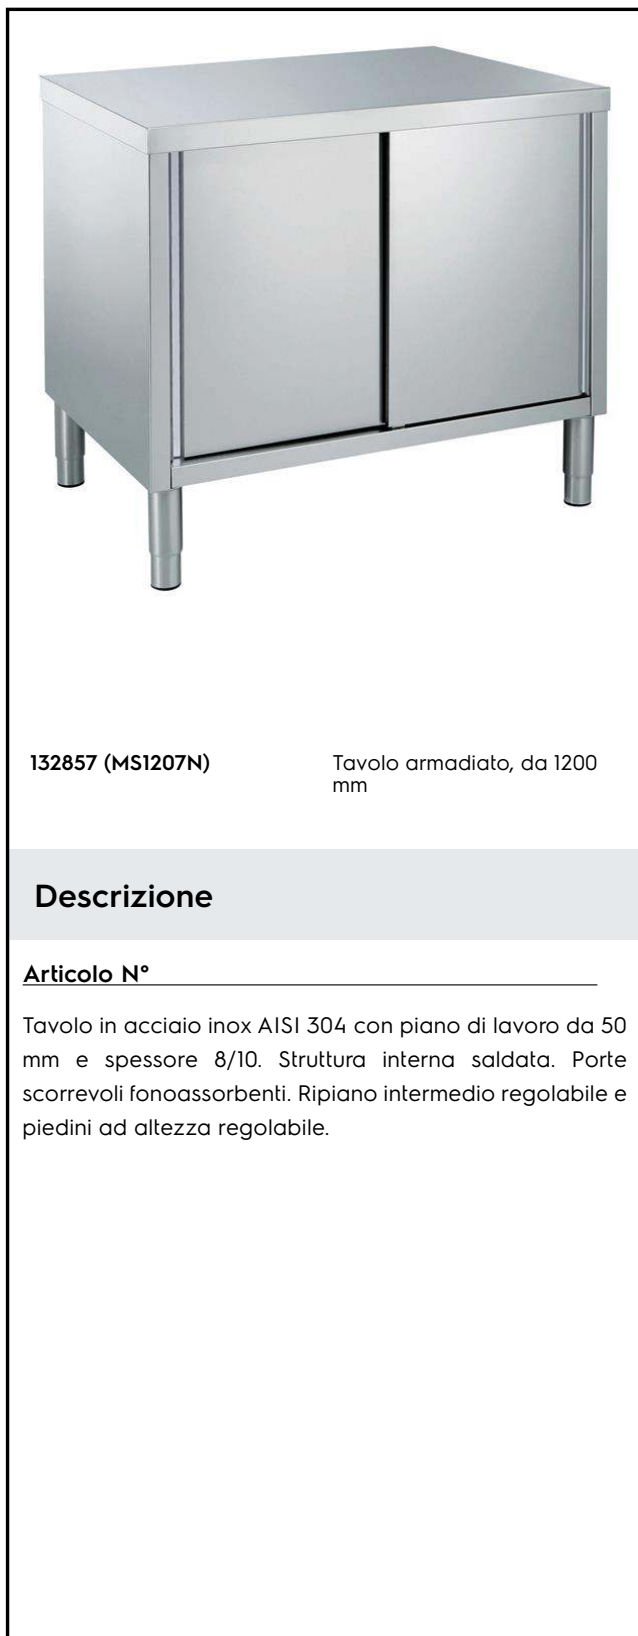 132857 (MS1207N)
Tavolo armadiato, da 1200
mm
Descrizione
Articolo N°
Tavolo in acciaio inox AISI 304 con piano di lavoro da 50
mm e spessore 8/10. Struttura interna saldata. Porte
scorrevoli fonoassorbenti. Ripiano intermedio regolabile e
piedini ad altezza regolabile.